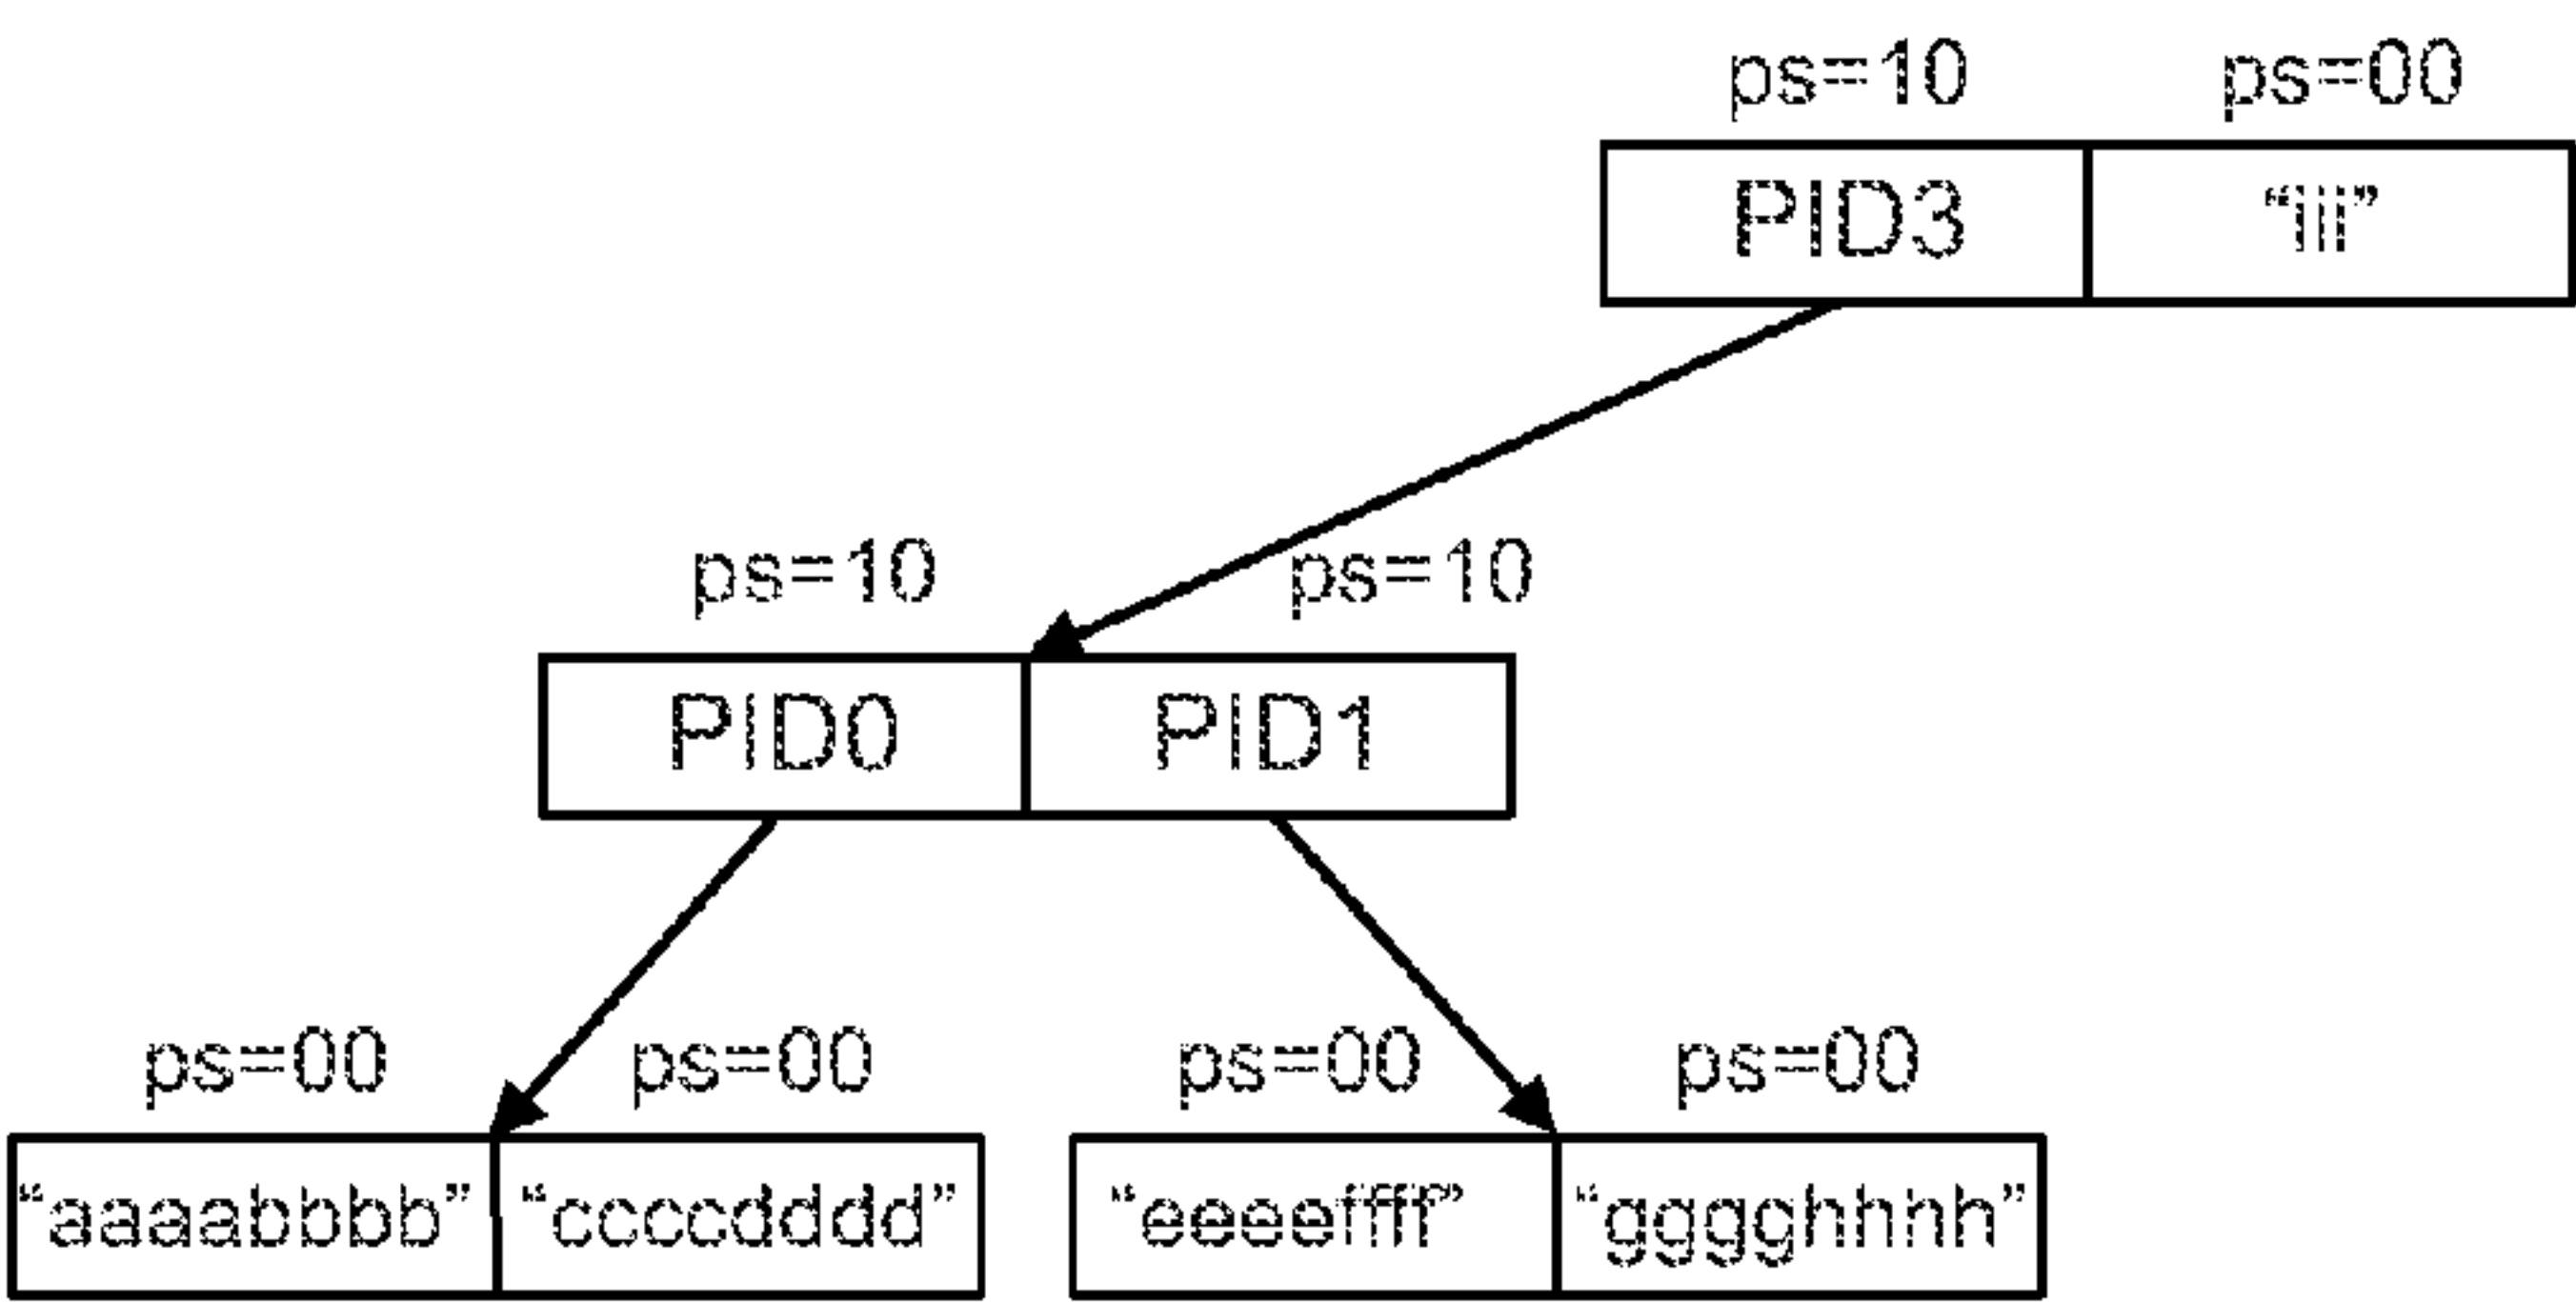 ps=10 ps=00
PID3 “iii”
ps=10 ps=10
PID0 PID1
ps=00 ps=00 ps=00 ps=00
“aaaabbbb” “ccccdddd” “eeeeffff” “gggghhhh”